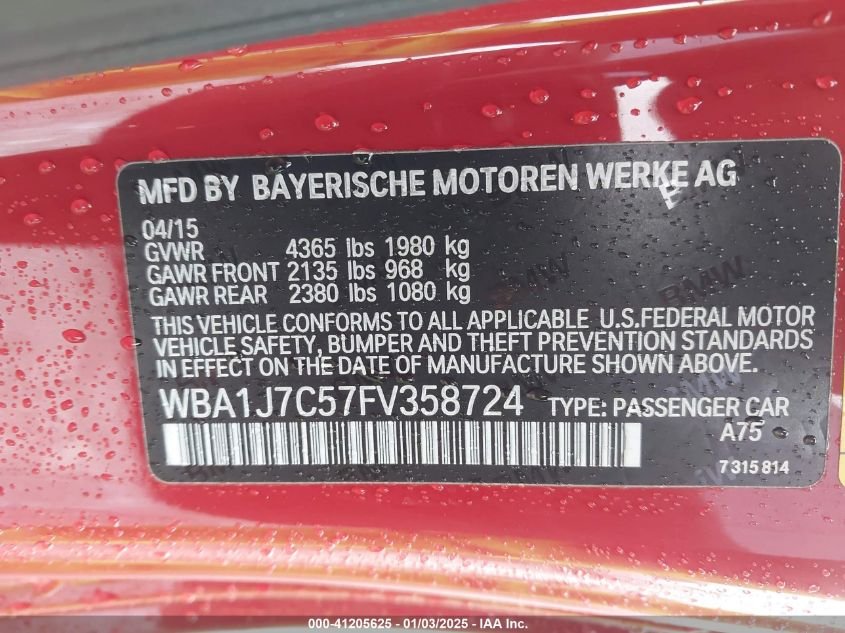 MFD BY BAYERISCHE MOTOREN WERKE AG
04/15
GVWR 4365 lbs 1980 kg
GAWR FRONT 2135 lbs 968 kg
GAWR REAR 2380 lbs 1080 kg
THIS VEHICLE CONFORMS TO ALL APPLICABLE U.S.FEDERAL MOTOR
VEHICLE SAFETY, BUMPER AND THEFT PREVENTION STANDARDS
IN EFFECT ON THE DATE OF MANUFACTURE SHOWN ABOVE.
WBA1J7C57FV358724 TYPE: PASSENGER CAR
A75
7 315 814
BMW
BMW
BMW
000-41205625 - 01/03/2025 - IAA Inc.